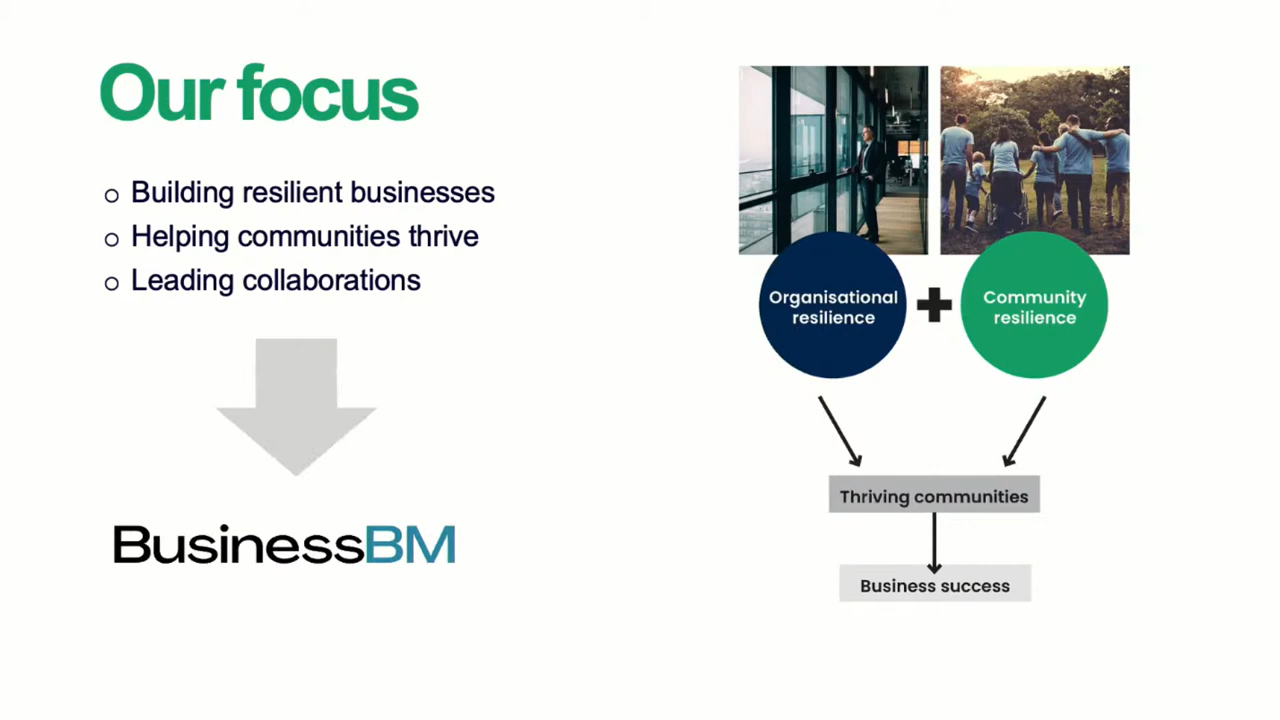 Our focus
Building resilient businesses
Helping communities thrive
Leading collaborations
BusinessBM
Organisational
resilience
Community
resilience
Thriving communities
Business success